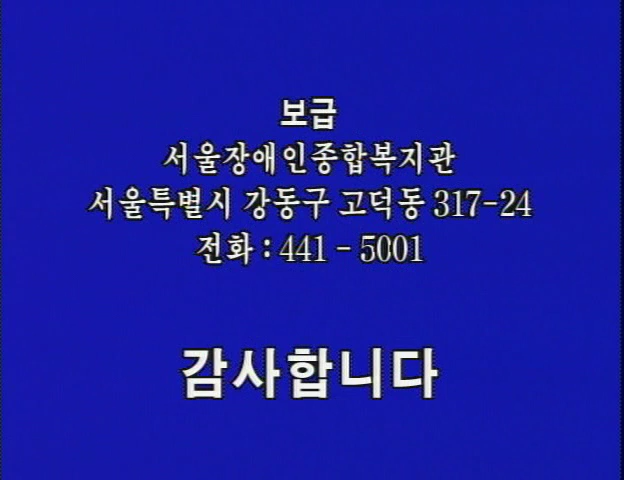 보급
서울장애인종합복지관
서울특별시 강동구 고덕동 317-24
전화 : 441 - 5001
감사합니다